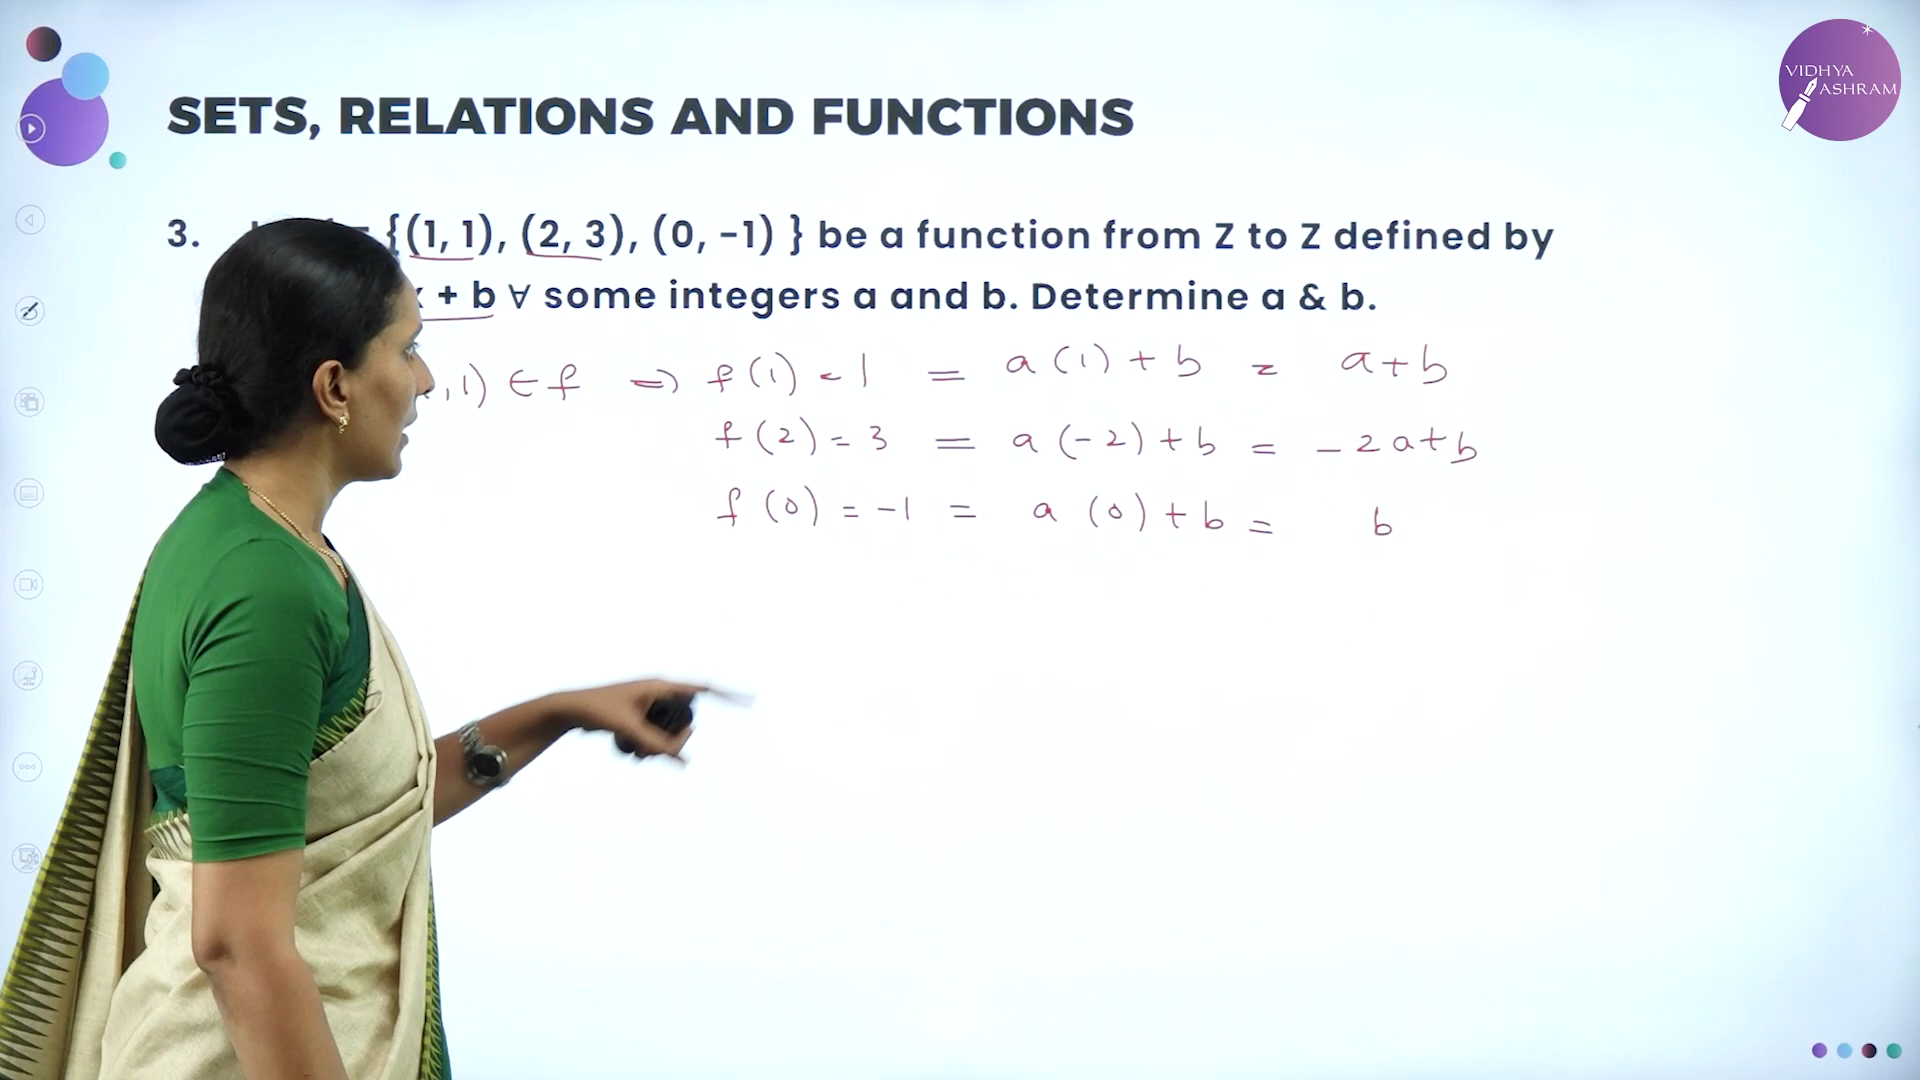 VIDHYA
ASHRAM
SETS, RELATIONS AND FUNCTIONS
3. {(1, 1), (2, 3), (0, -1) } be a function from Z to Z defined by
+ b ∀ some integers a and b. Determine a & b.
, 1) ∈ f ⇒ f(1) = 1 = a(1) + b = a+b
f(2) = 3 = a(-2) + b = -2a+b
f(0) = -1 = a(0) + b = b